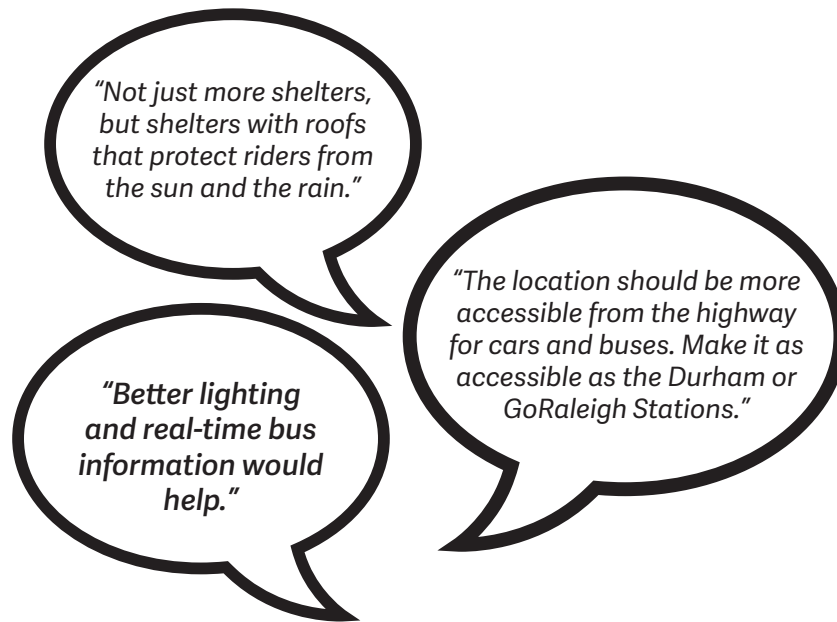 “Not just more shelters,
but shelters with roofs
that protect riders from
the sun and the rain.”
“The location should be more
accessible from the highway
for cars and buses. Make it as
accessible as the Durham or
GoRaleigh Stations.”
“Better lighting
and real-time bus
information would
help.”